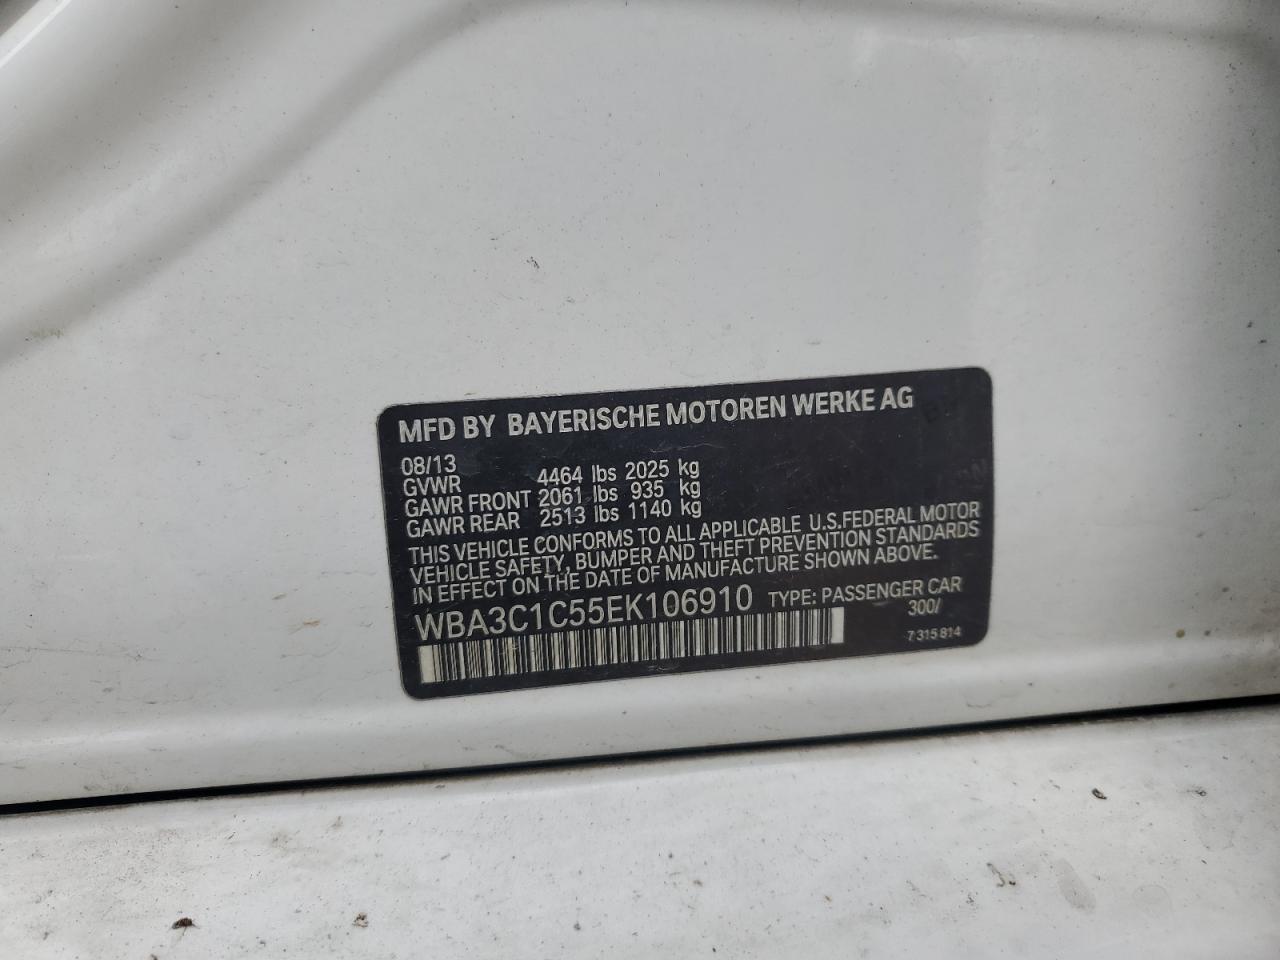 MFD BY BAYERISCHE MOTOREN WERKE AG
08/13
GVWR 4464 lbs 2025 kg
GAWR FRONT 2061 lbs 935 kg
GAWR REAR 2513 lbs 1140 kg
THIS VEHICLE CONFORMS TO ALL APPLICABLE U.S.FEDERAL MOTOR
VEHICLE SAFETY, BUMPER AND THEFT PREVENTION STANDARDS
IN EFFECT ON THE DATE OF MANUFACTURE SHOWN ABOVE.
WBA3C1C55EK106910 TYPE: PASSENGER CAR
300/
7 315 814